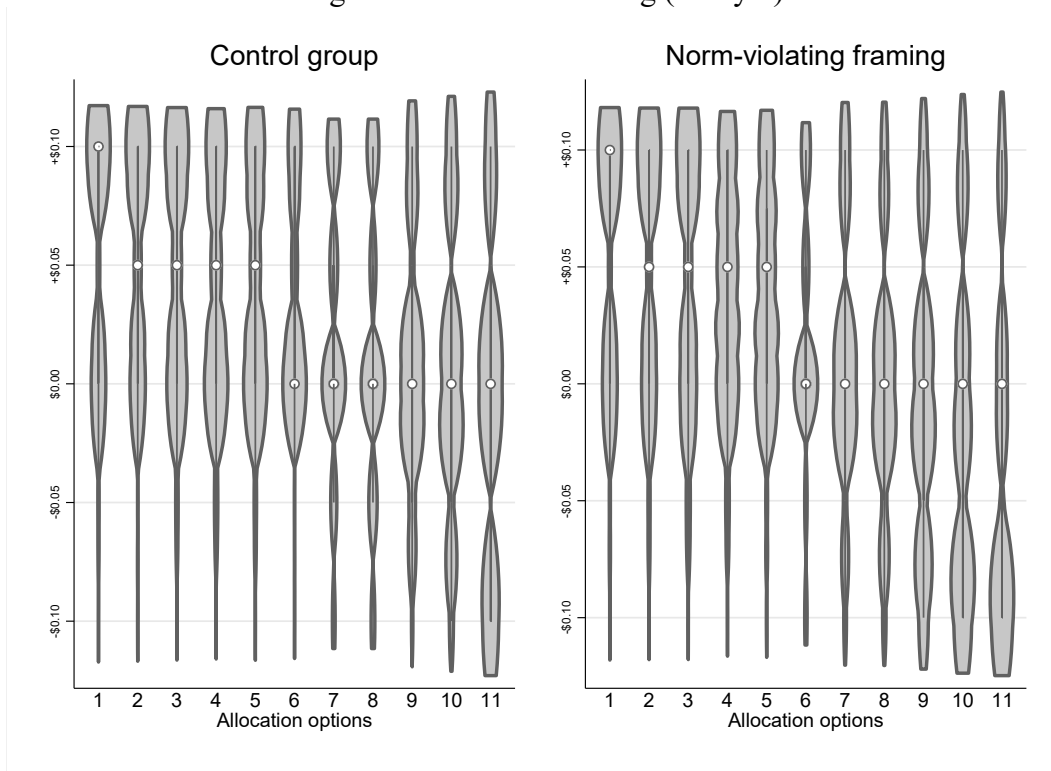 Control group
+$0.10
+$0.05
$0.00
-$0.05
-$0.10
1 2 3 4 5 6 7 8 9 10 11
Allocation options
Norm-violating framing
+$0.10
+$0.05
$0.00
-$0.05
-$0.10
1 2 3 4 5 6 7 8 9 10 11
Allocation options